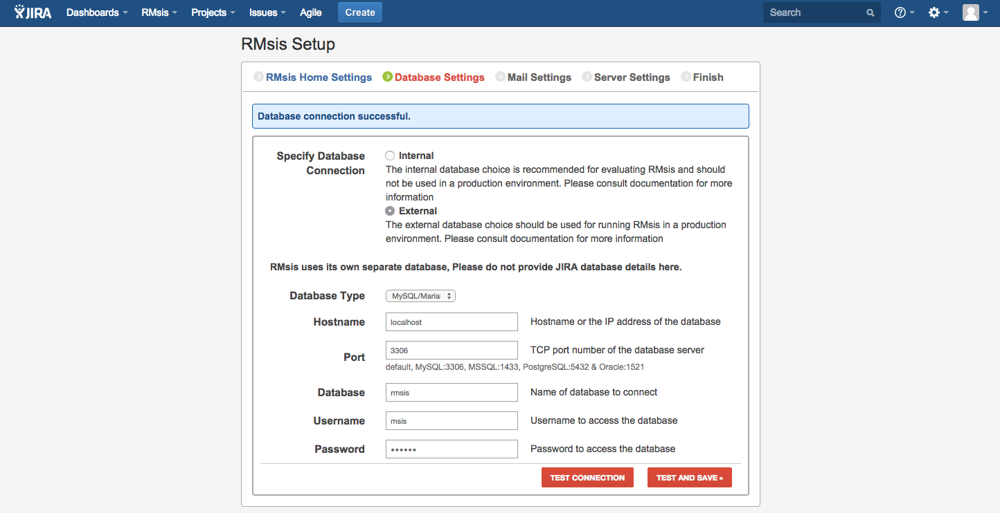 JIRA Dashboards RMsis Projects Issues Agile Create Search ?
RMsis Setup
RMsis Home Settings Database Settings Mail Settings Server Settings Finish
Database connection successful.
Specify Database
Connection
Internal
The internal database choice is recommended for evaluating RMsis and should
not be used in a production environment. Please consult documentation for more
information
External
The external database choice should be used for running RMsis in a production
environment. Please consult documentation for more information
RMsis uses its own separate database, Please do not provide JIRA database details here.
Database Type MySQL/Maria
Hostname localhost Hostname or the IP address of the database
Port 3306 TCP port number of the database server
default, MySQL:3306, MSSQL:1433, PostgreSQL:5432 & Oracle:1521
Database rmsis Name of database to connect
Username msis Username to access the database
Password •••••• Password to access the database
TEST CONNECTION TEST AND SAVE »